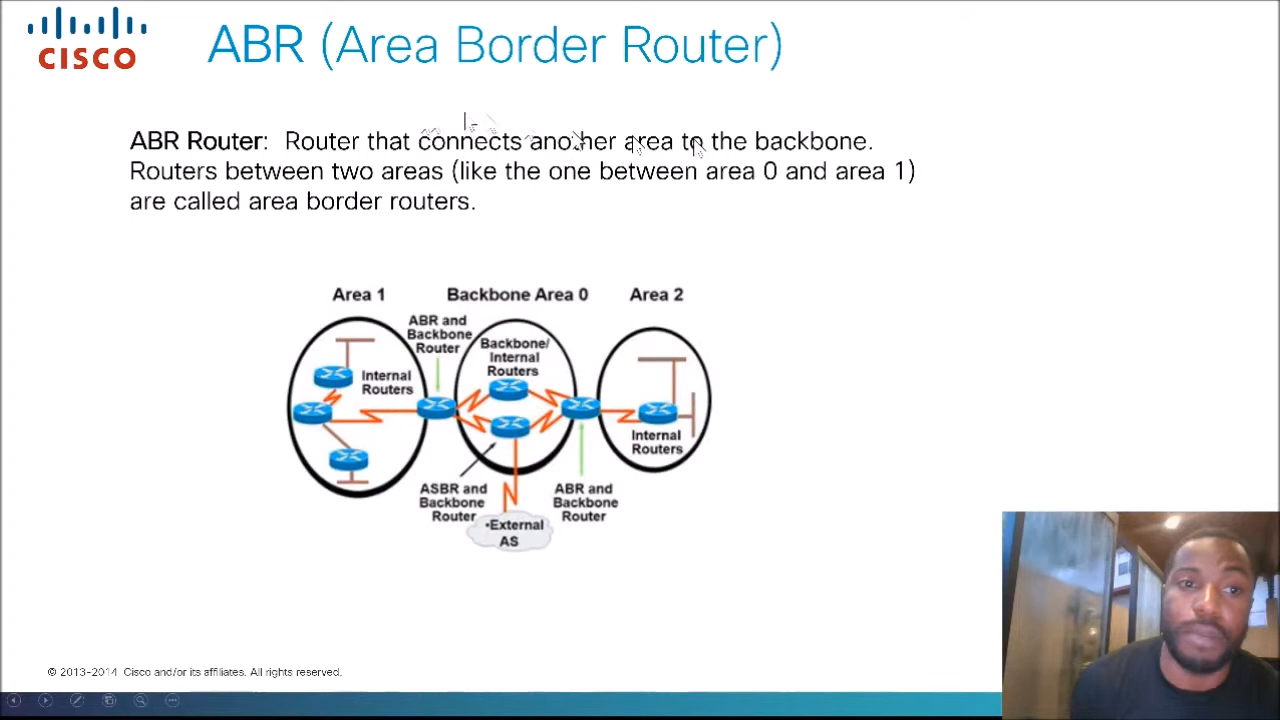 CISCO
ABR (Area Border Router)
ABR Router: Router that connects another area to the backbone.
Routers between two areas (like the one between area 0 and area 1)
are called area border routers.
Area 1
Backbone Area 0
Area 2
ABR and
Backbone
Router
Backbone/
Internal
Routers
Internal
Routers
Internal
Routers
ASBR and
Backbone
Router
ABR and
Backbone
Router
•External
AS
© 2013-2014 Cisco and/or its affiliates. All rights reserved.